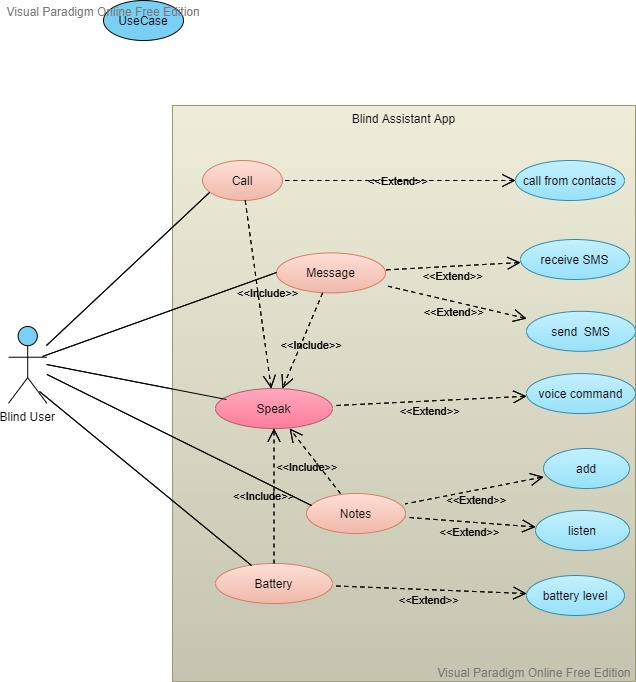 Visual Paradigm Online Free Edition
UseCase
Blind Assistant App
Call
<<Extend>>
call from contacts
receive SMS
Message
<<Extend>>
<<Include>>
<<Extend>>
send SMS
<<Include>>
voice command
Speak
<<Extend>>
Blind User
<<Include>>
add
<<Include>>
<<Extend>>
Notes
listen
<<Extend>>
Battery
battery level
<<Extend>>
Visual Paradigm Online Free Edition